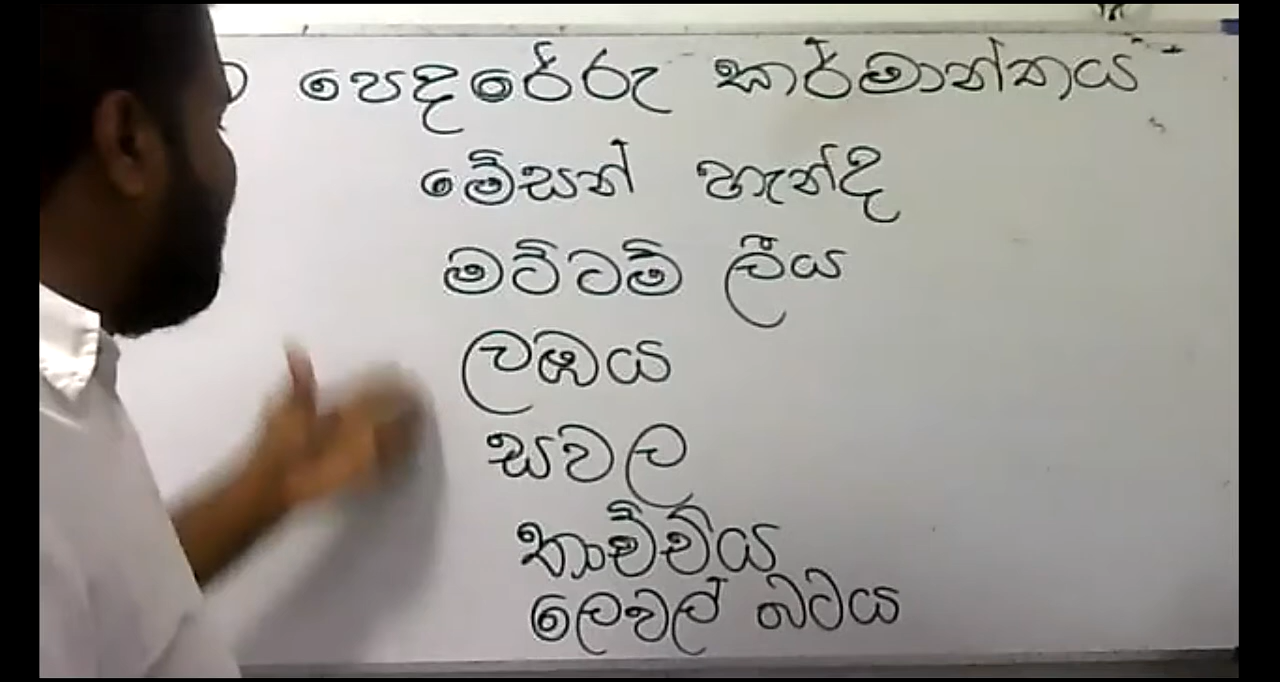 පෙදරේරු කර්මාන්තය
මේසන් හැන්දි
මට්ටම් ලීය
ලඹය
සවල
තාච්චිය
ලෙවල් බටය